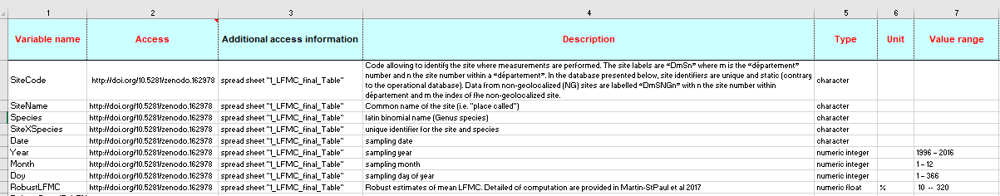 1 2 3 4 5 6 7
Variable name Access Additional access information Description Type Unit Value range
Code allowing to identify the site where measurements are performed. The site labels are “DmSn” where m is the “département”
number and n the site number within a “département”. In the database presented below, site identifiers are unique and static (contrary
SiteCode http://doi.org/10.5281/zenodo.162978 spread sheet "1_LFMC_final_Table" to the operational database). Data from non-geolocalized (NG) sites are labelled “DmSNGn” with n the site number within character
département and m the index of fhe non-geolocalized site.
SiteName http://doi.org/10.5281/zenodo.162978 spread sheet "1_LFMC_final_Table" Common name of the site (i.e. "place called") character
Species http://doi.org/10.5281/zenodo.162978 spread sheet "1_LFMC_final_Table" latin binomial name (Genus species) character
SiteXSpecies http://doi.org/10.5281/zenodo.162978 spread sheet "1_LFMC_final_Table" unique identifier for the site and species character
Date http://doi.org/10.5281/zenodo.162978 spread sheet "1_LFMC_final_Table" sampling date character
Year http://doi.org/10.5281/zenodo.162978 spread sheet "1_LFMC_final_Table" sampling year numeric integer 1996 - 2016
Month http://doi.org/10.5281/zenodo.162978 spread sheet "1_LFMC_final_Table" sampling month numeric integer 1 - 12
Doy http://doi.org/10.5281/zenodo.162978 spread sheet "1_LFMC_final_Table" sampling day of year numeric integer 1 - 366
RobustLFMC http://doi.org/10.5281/zenodo.162978 spread sheet "1_LFMC_final_Table" Robust estimates of mean LFMC. Detailed of computation are provided in Martin-StPaul et al 2017 numeric float % 10 -- 320